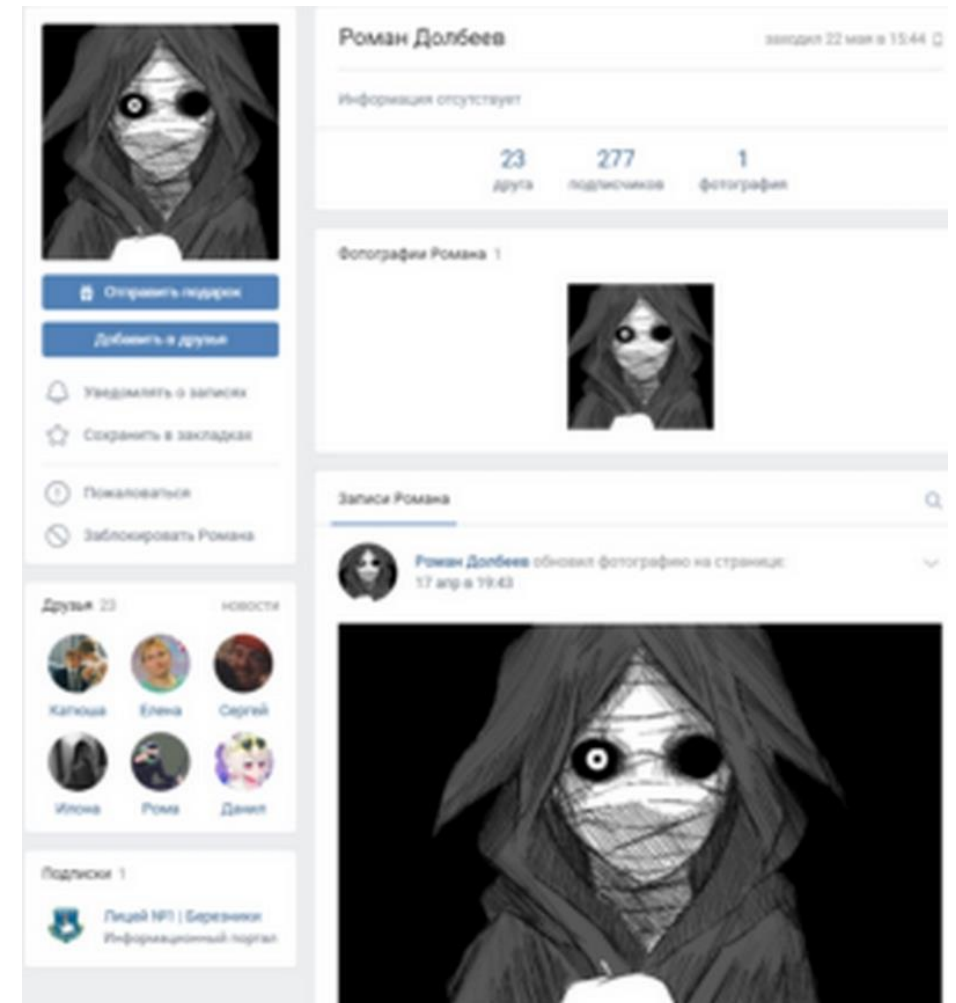 Роман Долбеев
заходил 22 мая в 15:44
Информация отсутствует
23 277 1
друга подписчиков фотография
Фотографии Романа 1
Отправить подарок
Добавить в друзья
Уведомлять о записях
Сохранить в закладках
Пожаловаться
Заблокировать Романа
Друзья 23 новости
Катюша Елена Сергей
Илона Рома Данил
Подписки 1
Лицей №1 | Березники
Информационный портал
Записи Романа
Роман Долбеев обновил фотографию на странице:
17 апр в 19:43